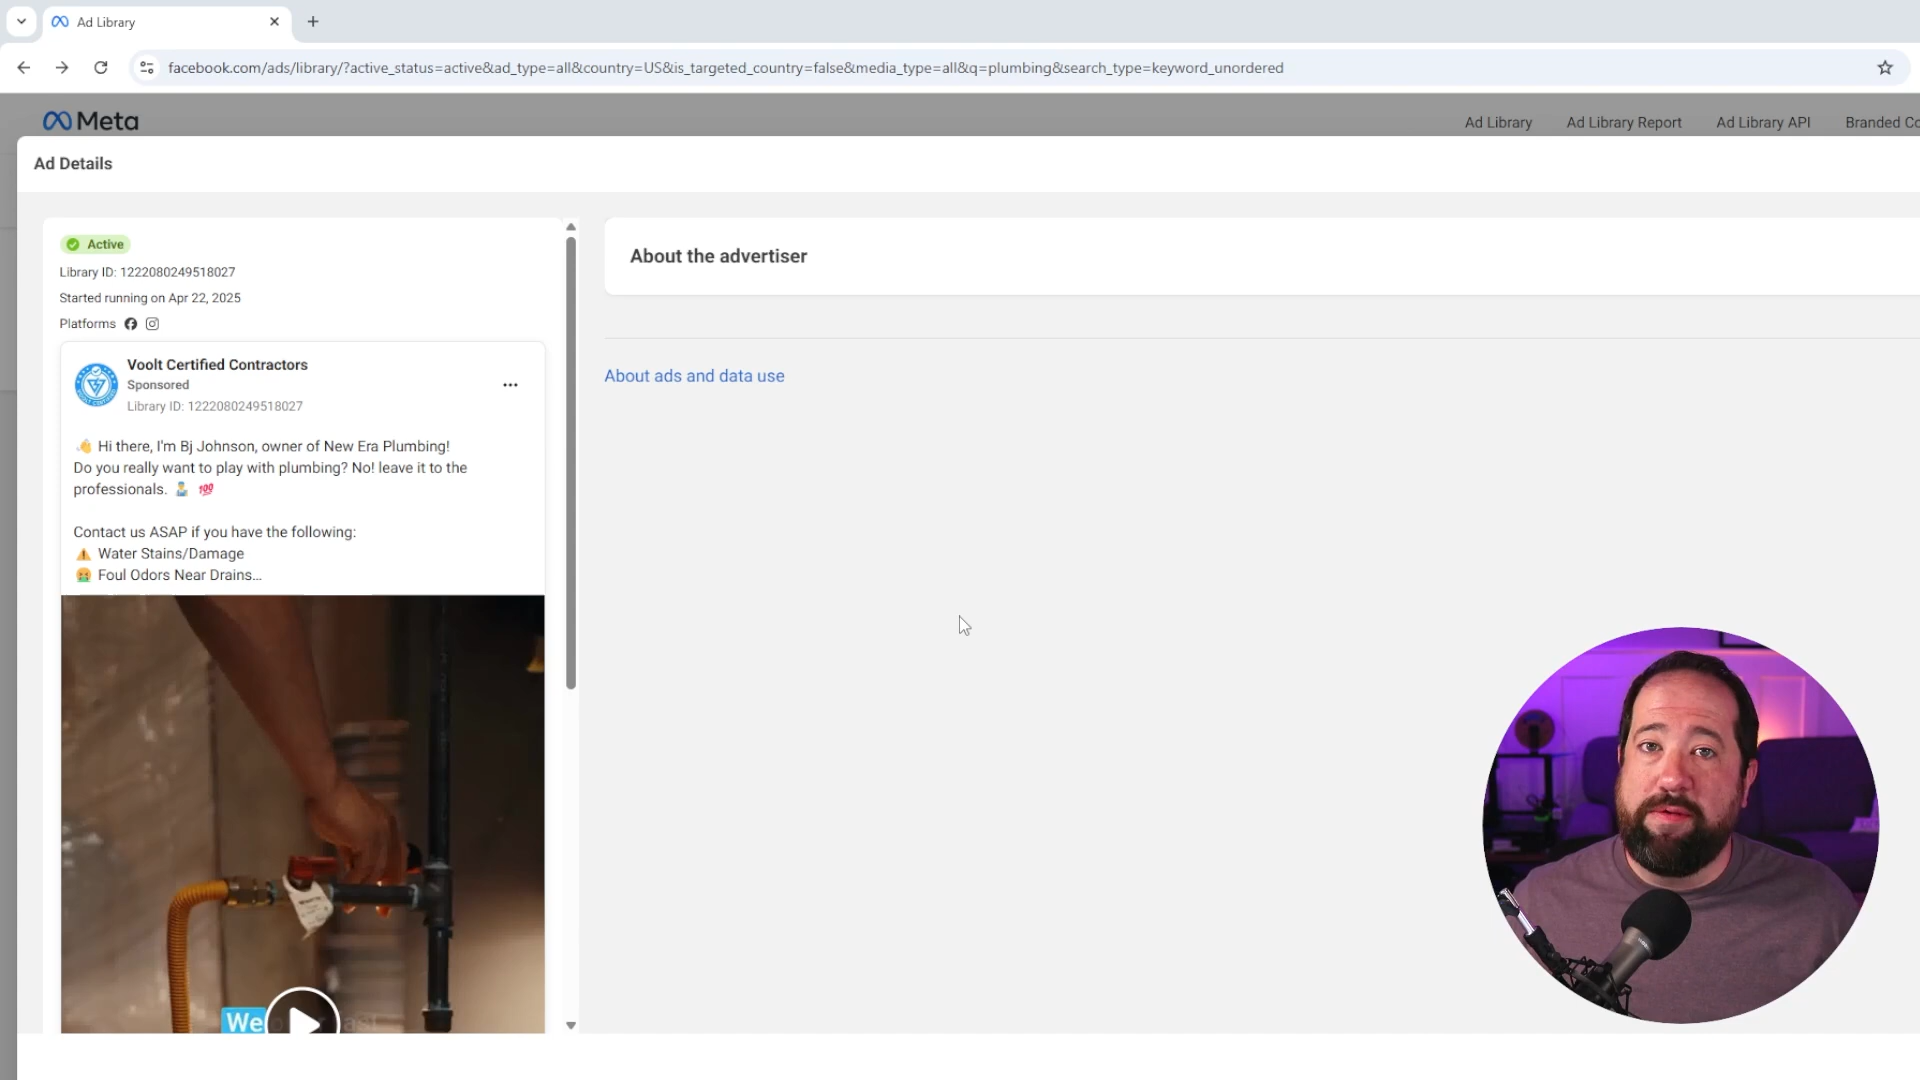 Ad Library
facebook.com/ads/library/?active_status=active&ad_type=all&country=US&is_targeted_country=false&media_type=all&q=plumbing&search_type=keyword_unordered
Meta
Ad Library
Ad Library Report
Ad Library API
Branded Co
Ad Details
Active
Library ID: 1222080249518027
Started running on Apr 22, 2025
Platforms
Voolt Certified Contractors
Sponsored
Library ID: 1222080249518027
👋 Hi there, I'm Bj Johnson, owner of New Era Plumbing!
Do you really want to play with plumbing? No! leave it to the
professionals. 👨‍🔧 💯
Contact us ASAP if you have the following:
⚠️ Water Stains/Damage
🤮 Foul Odors Near Drains...
We
About the advertiser
About ads and data use